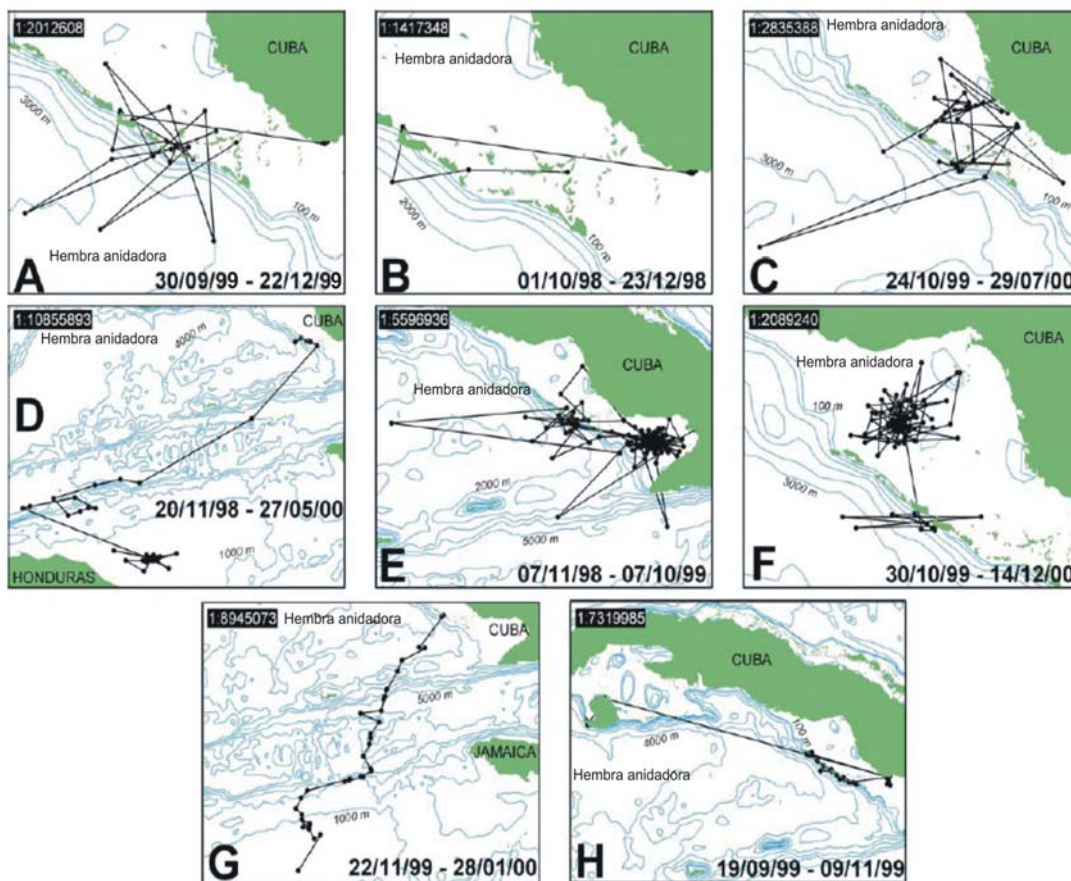 1:2012608
CUBA
3000 m
100 m
Hembra anidadora
A
30/09/99 - 22/12/99
1:1417348
CUBA
Hembra anidadora
2000 m
100 m
B
01/10/98 - 23/12/98
1:2835388
Hembra anidadora
CUBA
3000 m
100 m
C
24/10/99 - 29/07/00
1:10855893
CUBA
Hembra anidadora
4000 m
D
20/11/98 - 27/05/00
1000 m
HONDURAS
1:5596936
CUBA
Hembra anidadora
2000 m
5000 m
E
07/11/98 - 07/10/99
1:2089240
CUBA
Hembra anidadora
100 m
3000 m
F
30/10/99 - 14/12/00
1:8945073
Hembra anidadora
CUBA
5000 m
JAMAICA
1000 m
G
22/11/99 - 28/01/00
1:7319985
CUBA
100 m
4000 m
Hembra anidadora
H
19/09/99 - 09/11/99